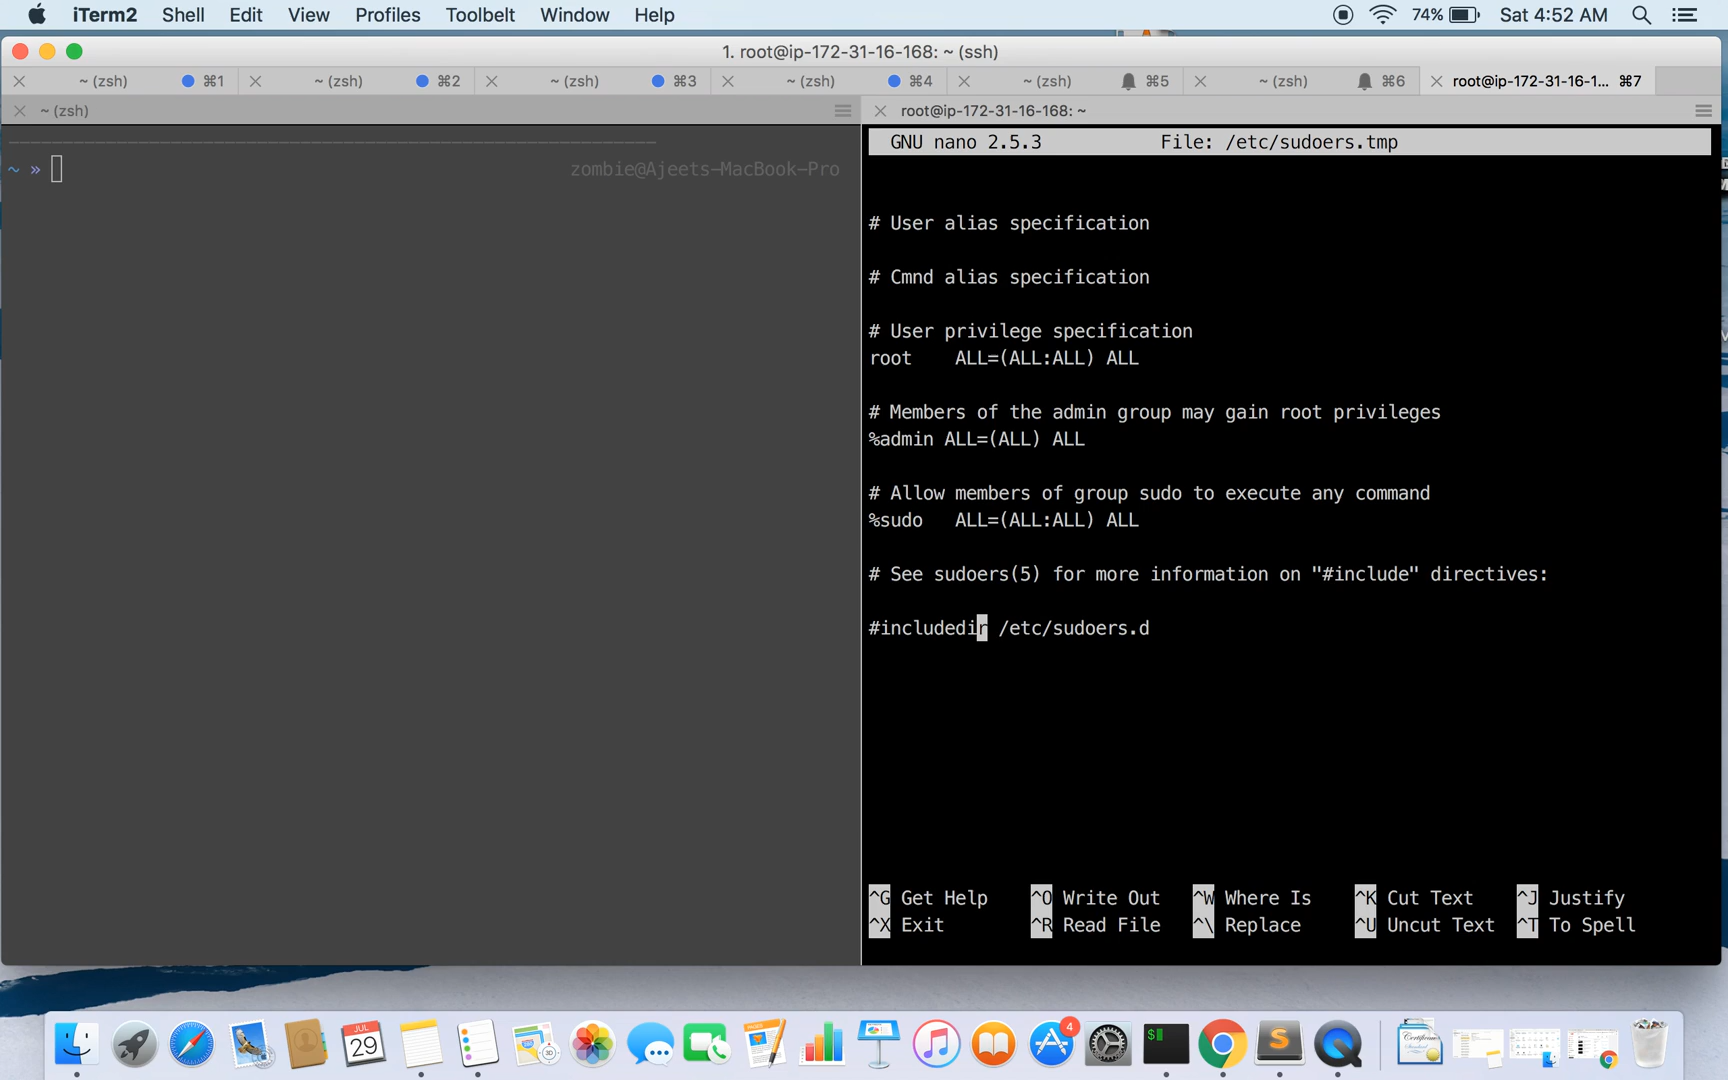 iTerm2 Shell Edit View Profiles Toolbelt Window Help 74% Sat 4:52 AM
1. root@ip-172-31-16-168: ~ (ssh)
~ (zsh) ⌘1 ~ (zsh) ⌘2 ~ (zsh) ⌘3 ~ (zsh) ⌘4 ~ (zsh) ⌘5 ~ (zsh) ⌘6 root@ip-172-31-16-1... ⌘7
~ (zsh)
~ » zombie@Ajeets-MacBook-Pro
root@ip-172-31-16-168: ~
GNU nano 2.5.3 File: /etc/sudoers.tmp
# User alias specification
# Cmnd alias specification
# User privilege specification
root ALL=(ALL:ALL) ALL
# Members of the admin group may gain root privileges
%admin ALL=(ALL) ALL
# Allow members of group sudo to execute any command
%sudo ALL=(ALL:ALL) ALL
# See sudoers(5) for more information on "#include" directives:
#includedir /etc/sudoers.d
^G Get Help ^O Write Out ^W Where Is ^K Cut Text ^J Justify
^X Exit ^R Read File ^\ Replace ^U Uncut Text ^T To Spell
JUL
29
3D
4
$
S